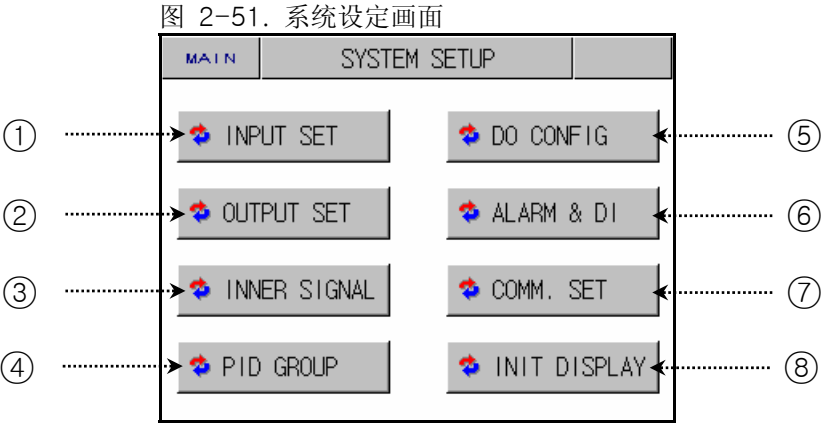 图 2-51. 系统设定画面
MAIN SYSTEM SETUP
① INPUT SET DO CONFIG ⑤
② OUTPUT SET ALARM & DI ⑥
③ INNER SIGNAL COMM. SET ⑦
④ PID GROUP INIT DISPLAY ⑧